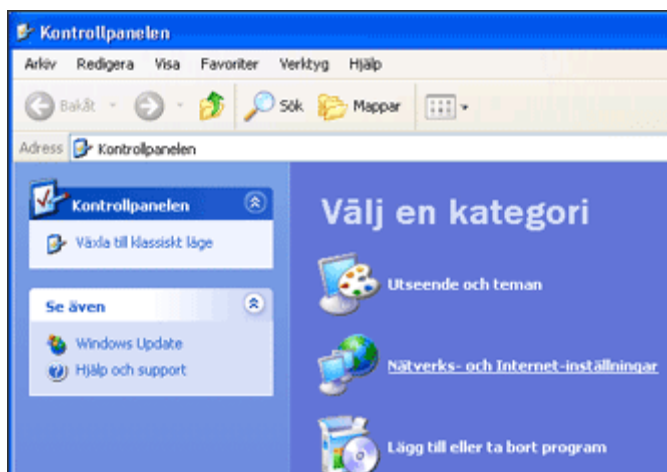 Kontrollpanelen
Arkiv Redigera Visa Favoriter Verktyg Hjälp
Bakåt Sök Mappar
Adress Kontrollpanelen
Kontrollpanelen
Växla till klassiskt läge
Se även
Windows Update
Hjälp och support
Välj en kategori
Utseende och teman
Nätverks- och Internet-inställningar
Lägg till eller ta bort program